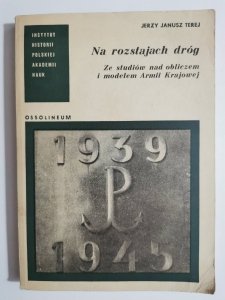 INSTYTUT
HISTORII
POLSKIEJ
AKADEMII
NAUK
JERZY JANUSZ TEREJ
Na rozstajach dróg
Ze studiów nad obliczem
i modelem Armii Krajowej
OSSOLINEUM
1939
P
1945